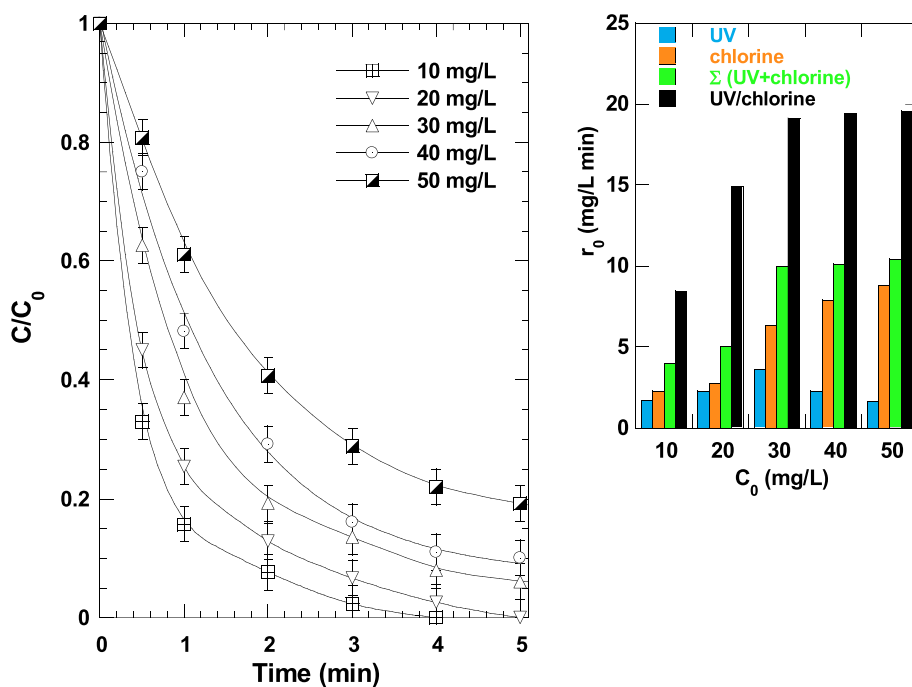 1
0.8
0.6
0.4
0.2
0
C/C0
0 1 2 3 4 5
Time (min)
10 mg/L
20 mg/L
30 mg/L
40 mg/L
50 mg/L
25
20
15
10
5
0
r0 (mg/L min)
UV
chlorine
Σ (UV+chlorine)
UV/chlorine
10 20 30 40 50
C0 (mg/L)